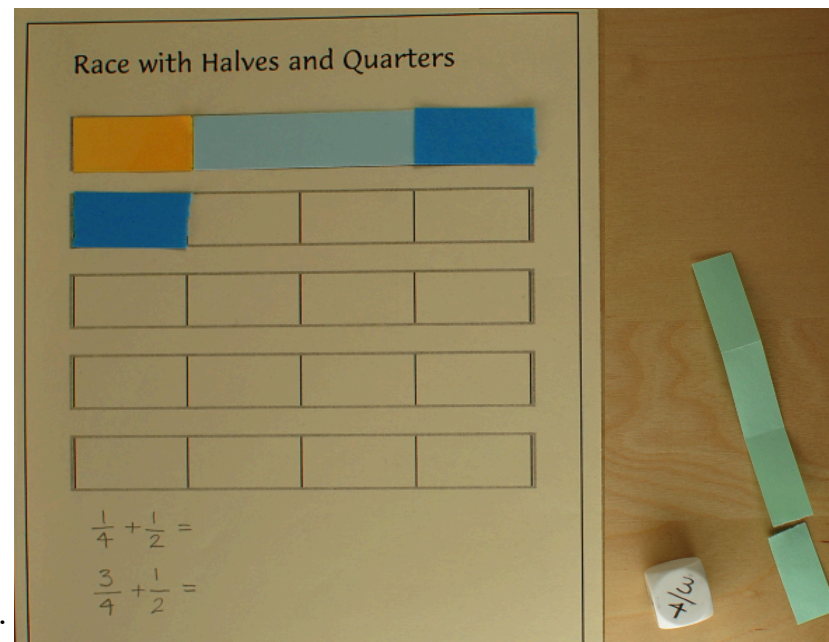 Race with Halves and Quarters
1/4 + 1/2 =
3/4 + 1/2 =
3/4
.